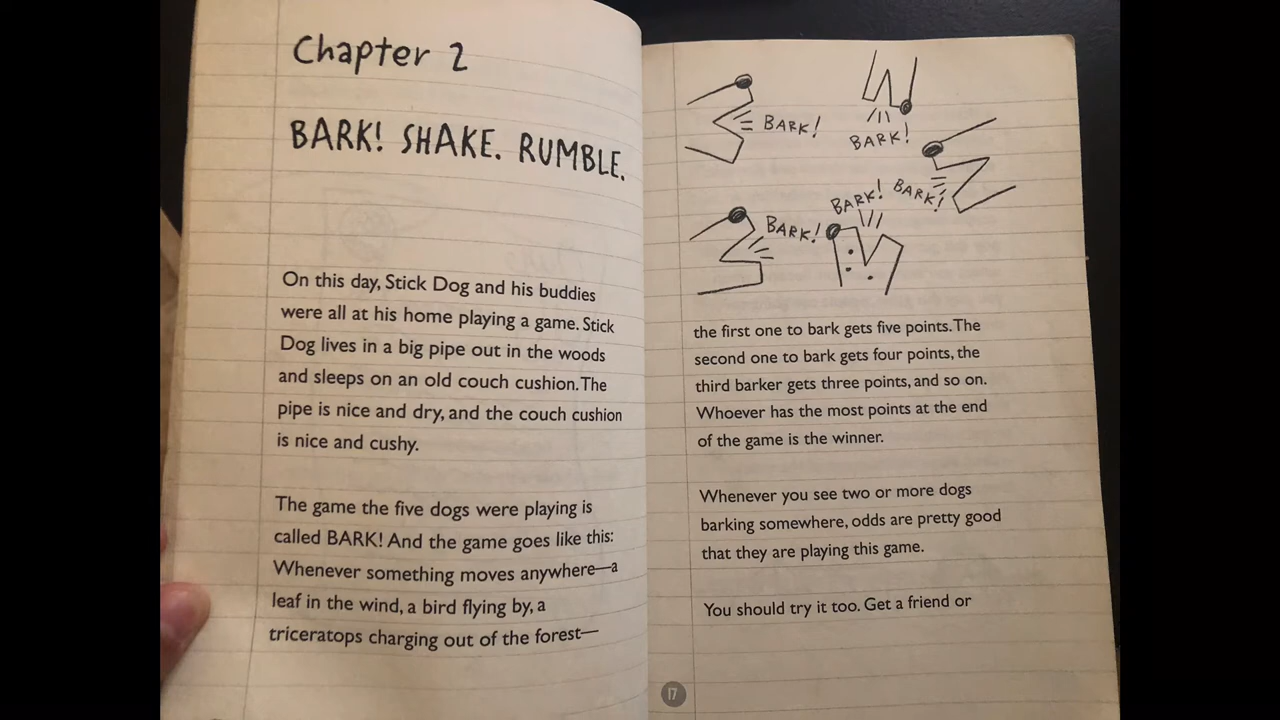 Chapter 2
BARK! SHAKE. RUMBLE.
On this day, Stick Dog and his buddies
were all at his home playing a game. Stick
Dog lives in a big pipe out in the woods
and sleeps on an old couch cushion. The
pipe is nice and dry, and the couch cushion
is nice and cushy.
The game the five dogs were playing is
called BARK! And the game goes like this:
Whenever something moves anywhere—a
leaf in the wind, a bird flying by, a
triceratops charging out of the forest—
BARK!
BARK!
BARK!
BARK!
BARK!
the first one to bark gets five points. The
second one to bark gets four points, the
third barker gets three points, and so on.
Whoever has the most points at the end
of the game is the winner.
Whenever you see two or more dogs
barking somewhere, odds are pretty good
that they are playing this game.
You should try it too. Get a friend or
17